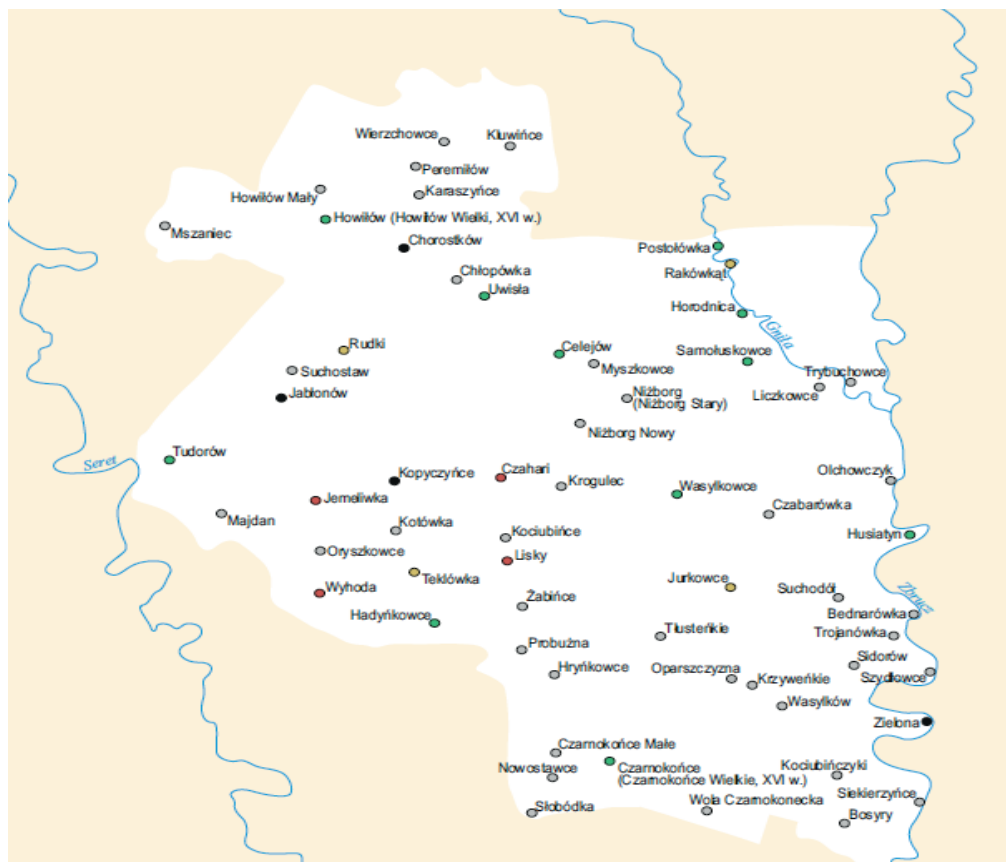 Wierzchowce
Kluwińce
Peremiłów
Karaszyńce
Howiłów Mały
Howiłów (Howiłów Wielki, XVI w.)
Mszaniec
Chorostków
Postołówka
Rakówkąt
Chłopówka
Uwisła
Horodnica
Gniła
Rudki
Celejów
Samołuskowce
Suchostaw
Myszkowce
Trybuchowce
Jabłonów
Niżborg
(Niżborg Stary)
Liczkowce
Niżborg Nowy
Tudorów
Seret
Kopyczyńce
Czahari
Krogulec
Olchowczyk
Jemeliwka
Wasylkowce
Czabarówka
Majdan
Kotówka
Kociubińce
Husiatyn
Oryszkowce
Lisky
Teklówka
Jurkowce
Wyhoda
Żabińce
Suchodół
Zbrucz
Hadyńkowce
Bednarówka
Tłusteńkie
Trojanówka
Probużna
Hryńkowce
Oparszczyzna
Krzyweńkie
Sidorów
Szydłowce
Wasylków
Zielona
Czarnokońce Małe
Nowostawce
Czarnokońce
(Czarnokońce Wielkie, XVI w.)
Kociubińczyki
Słobódka
Wola Czarnokonecka
Siekierzyńce
Bosyry